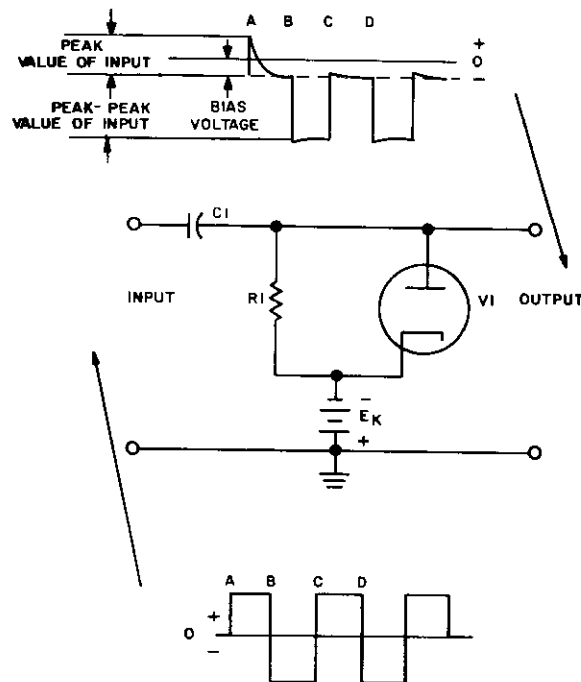 A B C D
PEAK
VALUE OF INPUT
+
0
−
PEAK-PEAK
VALUE OF INPUT
BIAS
VOLTAGE
C1
INPUT
R1
V1
OUTPUT
−
EK
+
A B C D
+
0
−